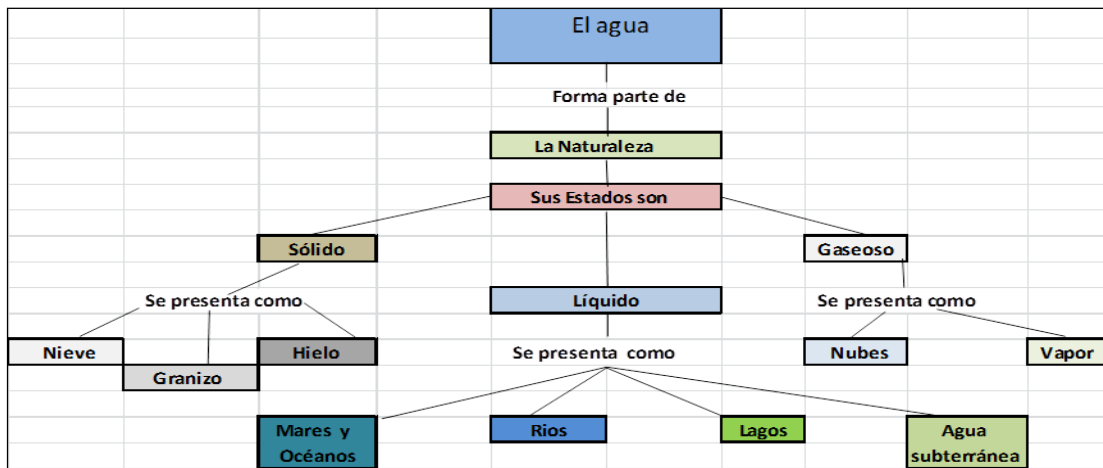 El agua
Forma parte de
La Naturaleza
Sus Estados son
Sólido
Gaseoso
Se presenta como
Líquido
Se presenta como
Nieve
Hielo
Se presenta como
Nubes
Vapor
Granizo
Mares y
Océanos
Rios
Lagos
Agua
subterránea